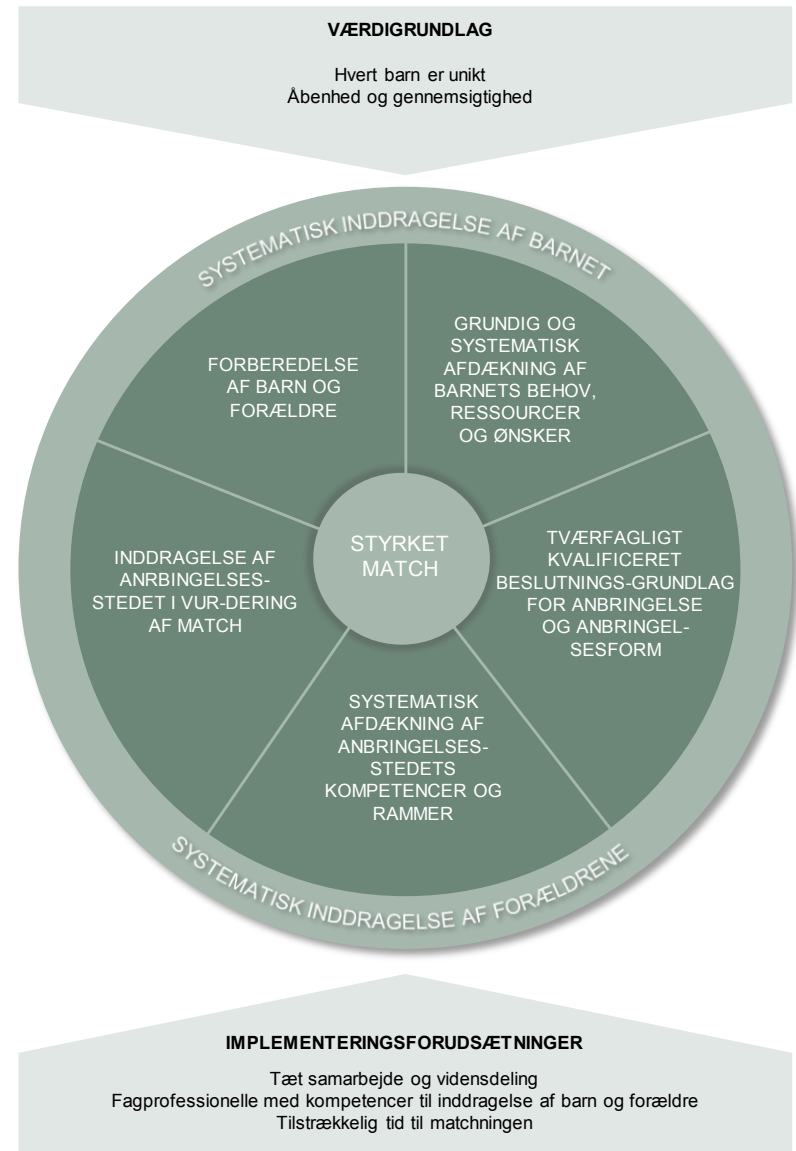 VÆRDIGRUNDLAG
Hvert barn er unikt
Åbenhed og gennemsigtighed
SYSTEMATISK INDDRAGELSE AF BARNET
FORBEREDELSE
AF BARN OG
FORÆLDRE
GRUNDIG OG
SYSTEMATISK
AFDÆKNING AF
BARNETS BEHOV,
RESSOURCER
OG ØNSKER
TVÆRFAGLIGT
KVALIFICERET
BESLUTNINGS-GRUNDLAG
FOR ANBRINGELSE
OG ANBRINGEL-
SESFORM
SYSTEMATISK
AFDÆKNING AF
ANBRINGELSES-
STEDETS
KOMPETENCER OG
RAMMER
INDDRAGELSE AF
ANRBINGELSES-
STEDET I VUR-DERING
AF MATCH
STYRKET
MATCH
SYSTEMATISK INDDRAGELSE AF FORÆLDRENE
IMPLEMENTERINGSFORUDSÆTNINGER
Tæt samarbejde og vidensdeling
Fagprofessionelle med kompetencer til inddragelse af barn og forældre
Tilstrækkelig tid til matchningen